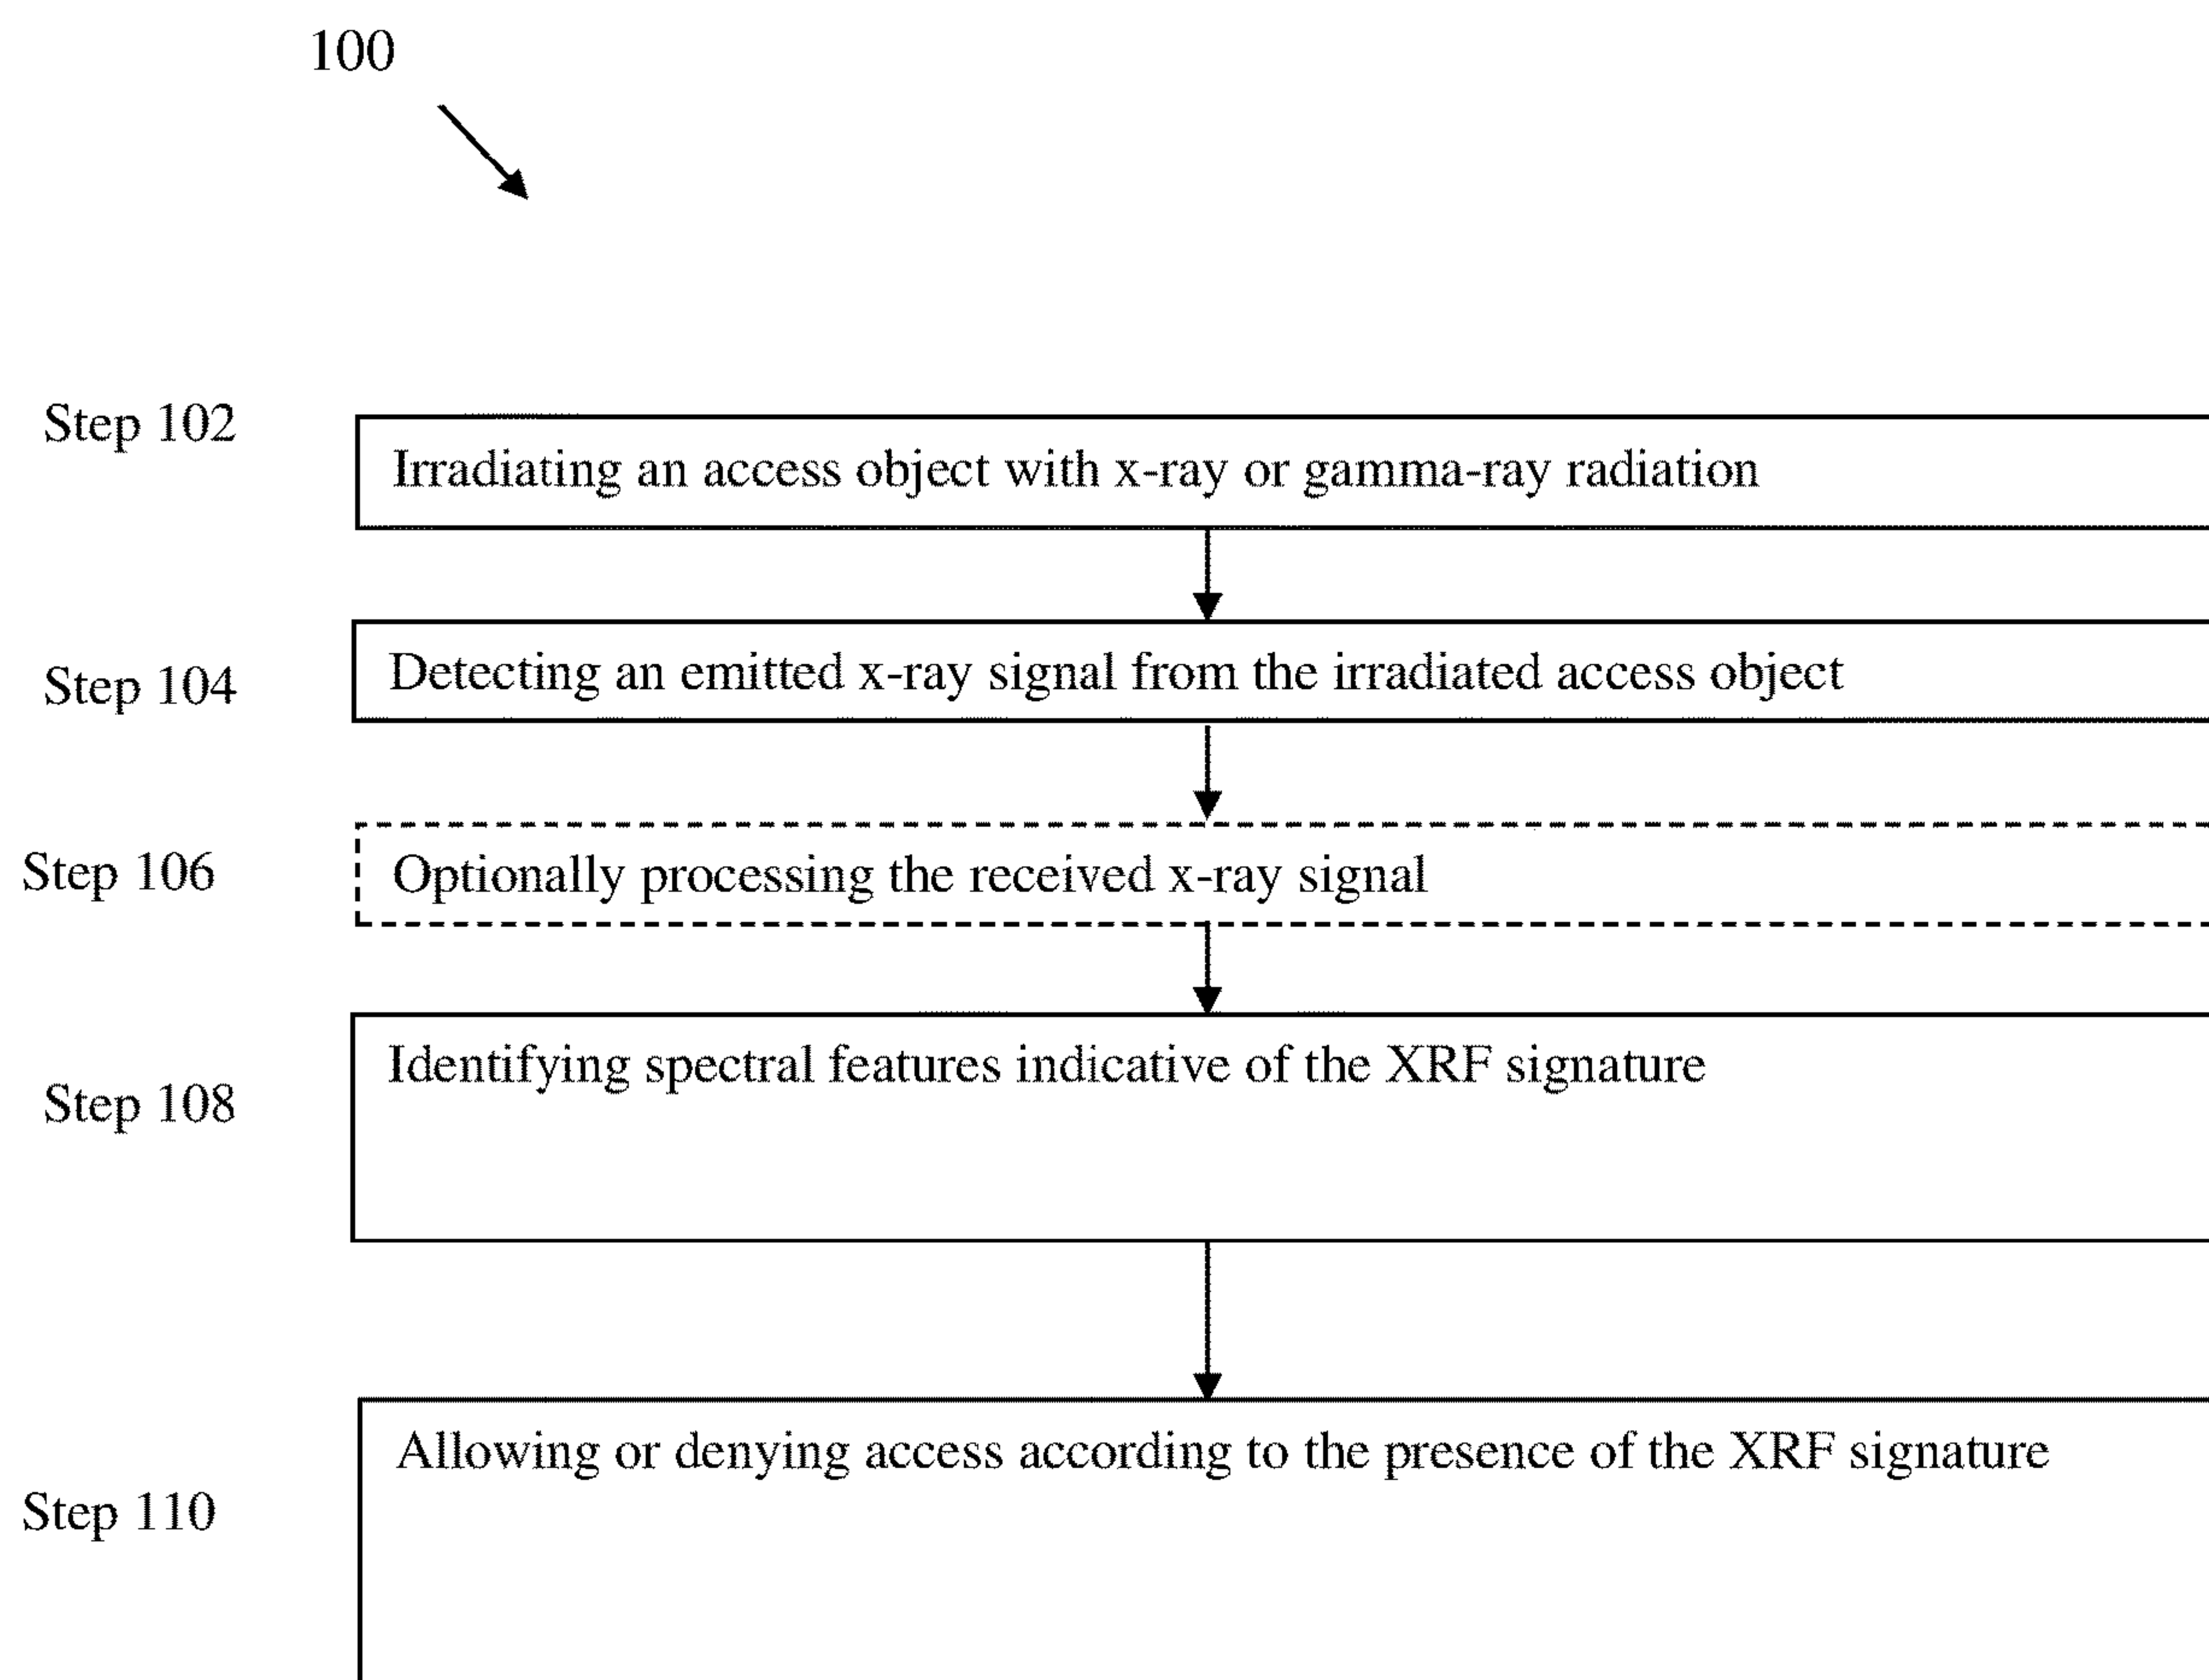 100
Step 102
Irradiating an access object with x-ray or gamma-ray radiation
Step 104
Detecting an emitted x-ray signal from the irradiated access object
Step 106
Optionally processing the received x-ray signal
Step 108
Identifying spectral features indicative of the XRF signature
Step 110
Allowing or denying access according to the presence of the XRF signature